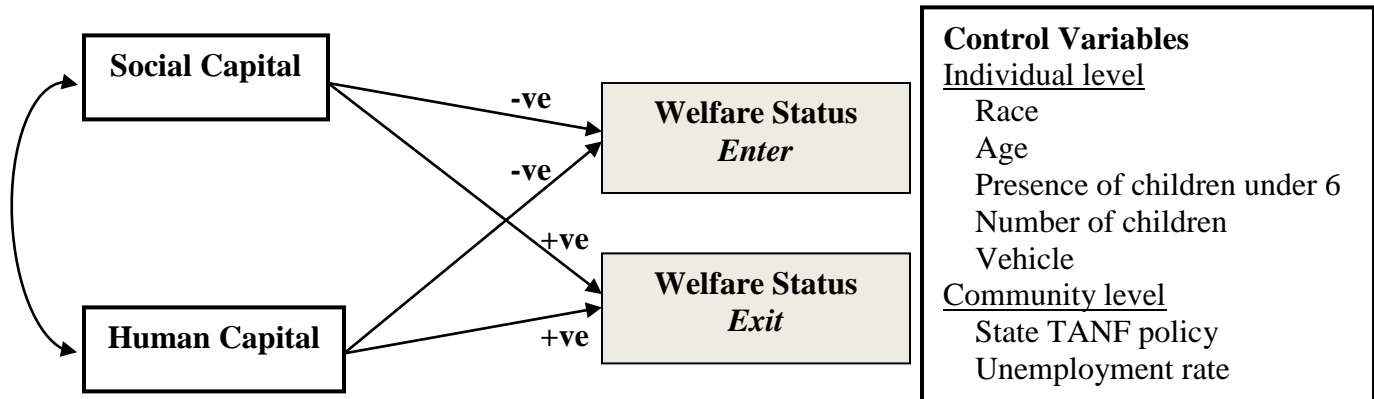 Social Capital
Human Capital
-ve
-ve
+ve
+ve
Welfare Status
Enter
Welfare Status
Exit
Control Variables
Individual level
Race
Age
Presence of children under 6
Number of children
Vehicle
Community level
State TANF policy
Unemployment rate